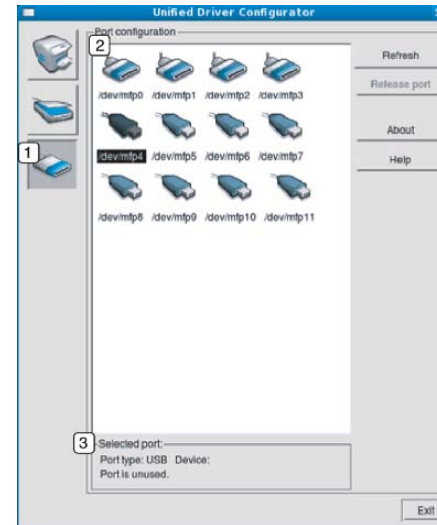 Unified Driver Configurator
Port configuration
2
Refresh
/dev/mfp0 /dev/mfp1 /dev/mfp2 /dev/mfp3
Release port
About
1
/dev/mfp4 /dev/mfp5 /dev/mfp6 /dev/mfp7
Help
/dev/mfp8 /dev/mfp9 /dev/mfp10 /dev/mfp11
3
Selected port:
Port type: USB Device:
Port is unused.
Exit